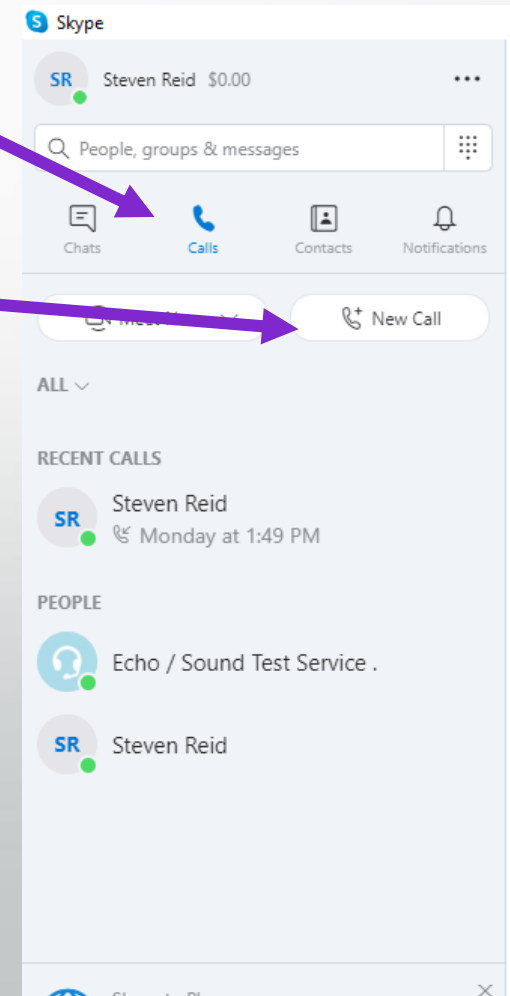 Skype
SR Steven Reid $0.00
People, groups & messages
Chats Calls Contacts Notifications
New Call
ALL
RECENT CALLS
SR Steven Reid
Monday at 1:49 PM
PEOPLE
Echo / Sound Test Service .
SR Steven Reid